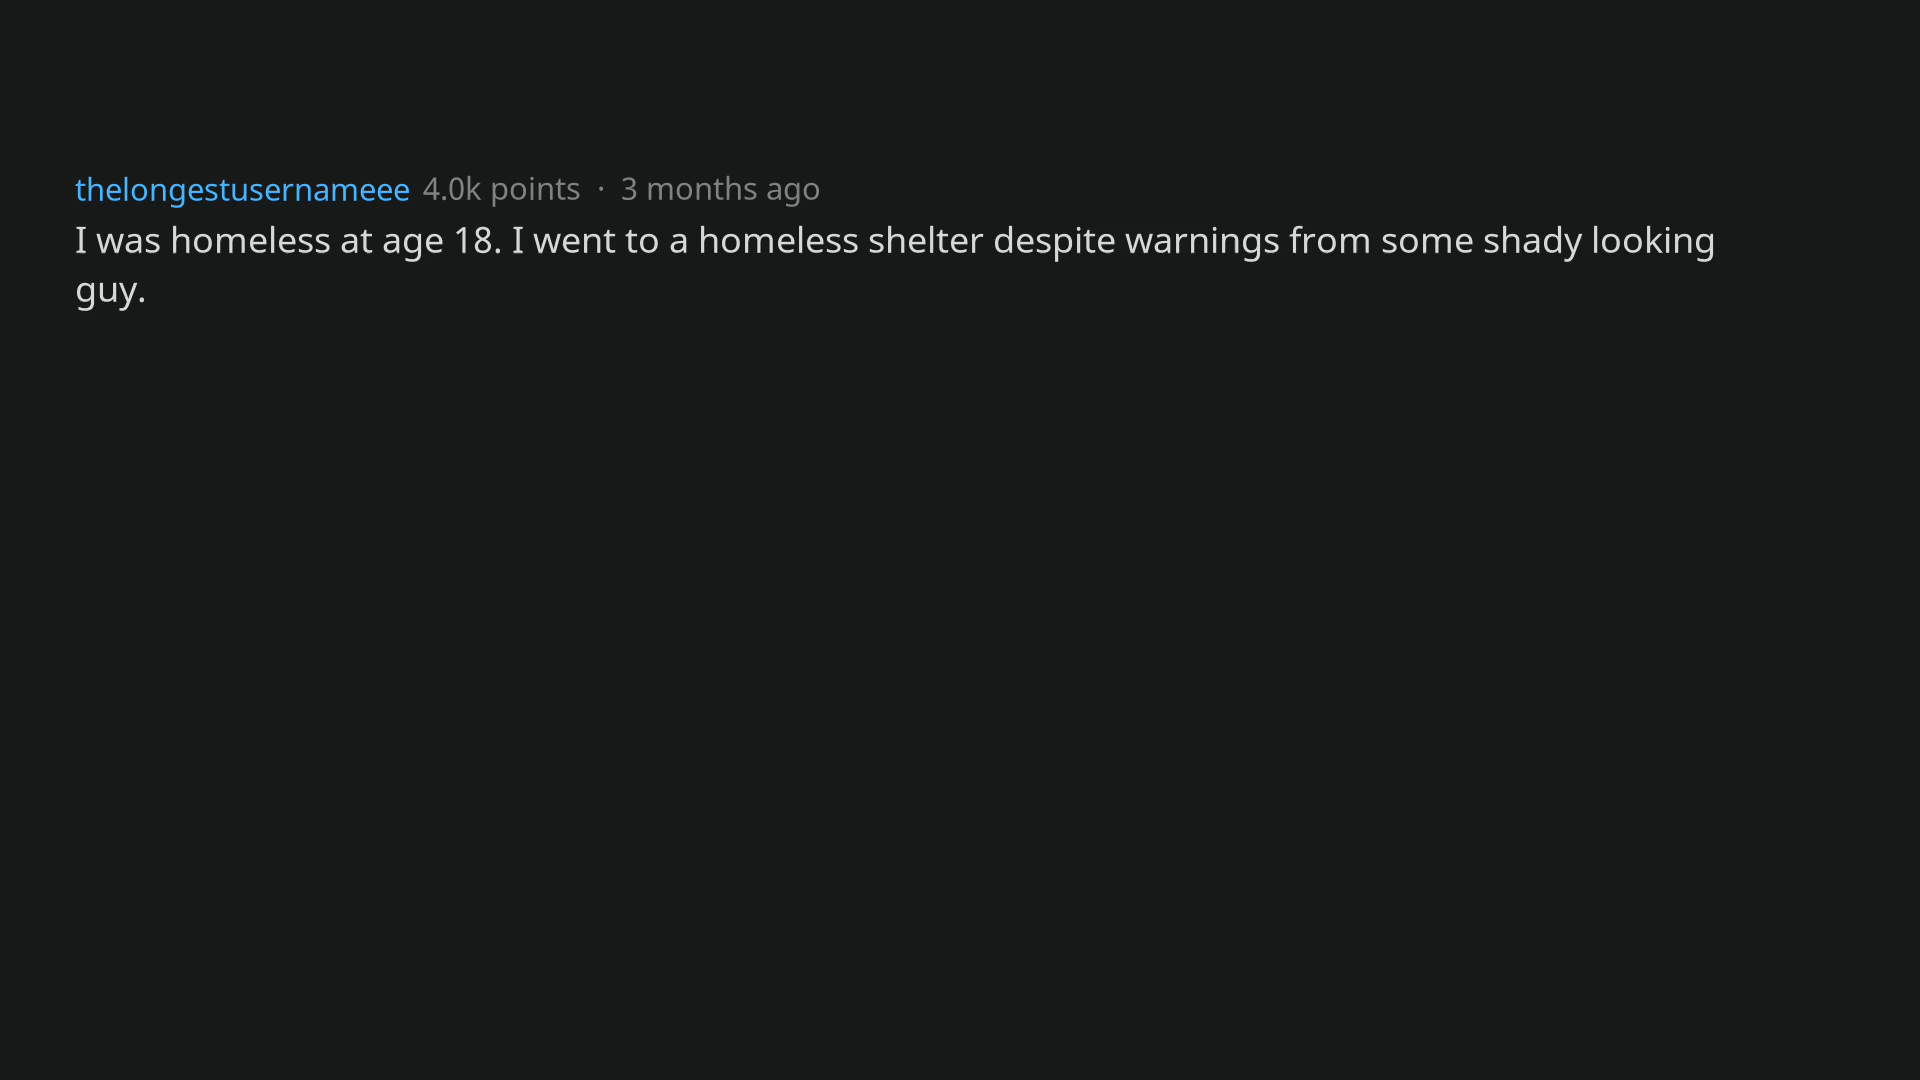 thelongestusernameee 4.0k points · 3 months ago
I was homeless at age 18. I went to a homeless shelter despite warnings from some shady looking
guy.